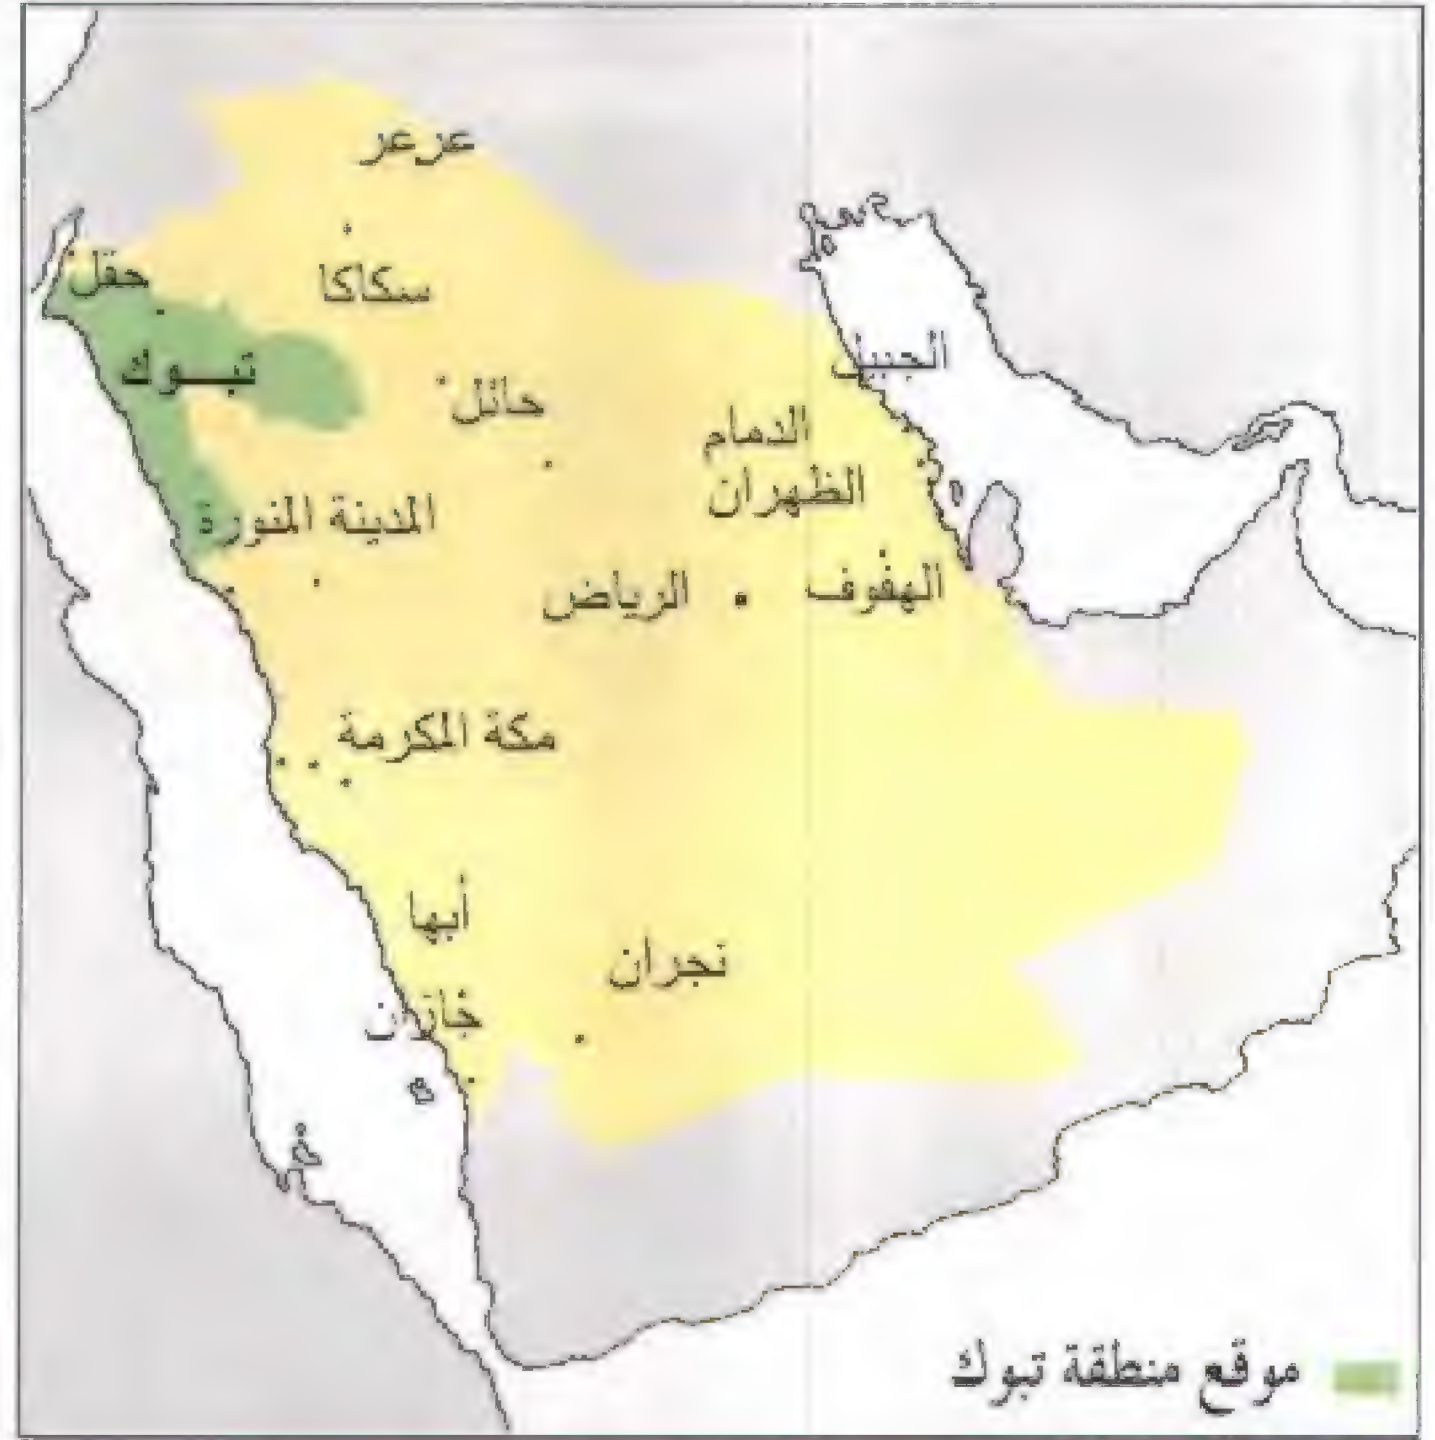 عرعر
حقل
سكاكا
تبوك
حائل
الجبيل
الدمام
الظهران
المدينة المنورة
الرياض
الهفوف
مكة المكرمة
أبها
نجران
جازان
موقع منطقة تبوك